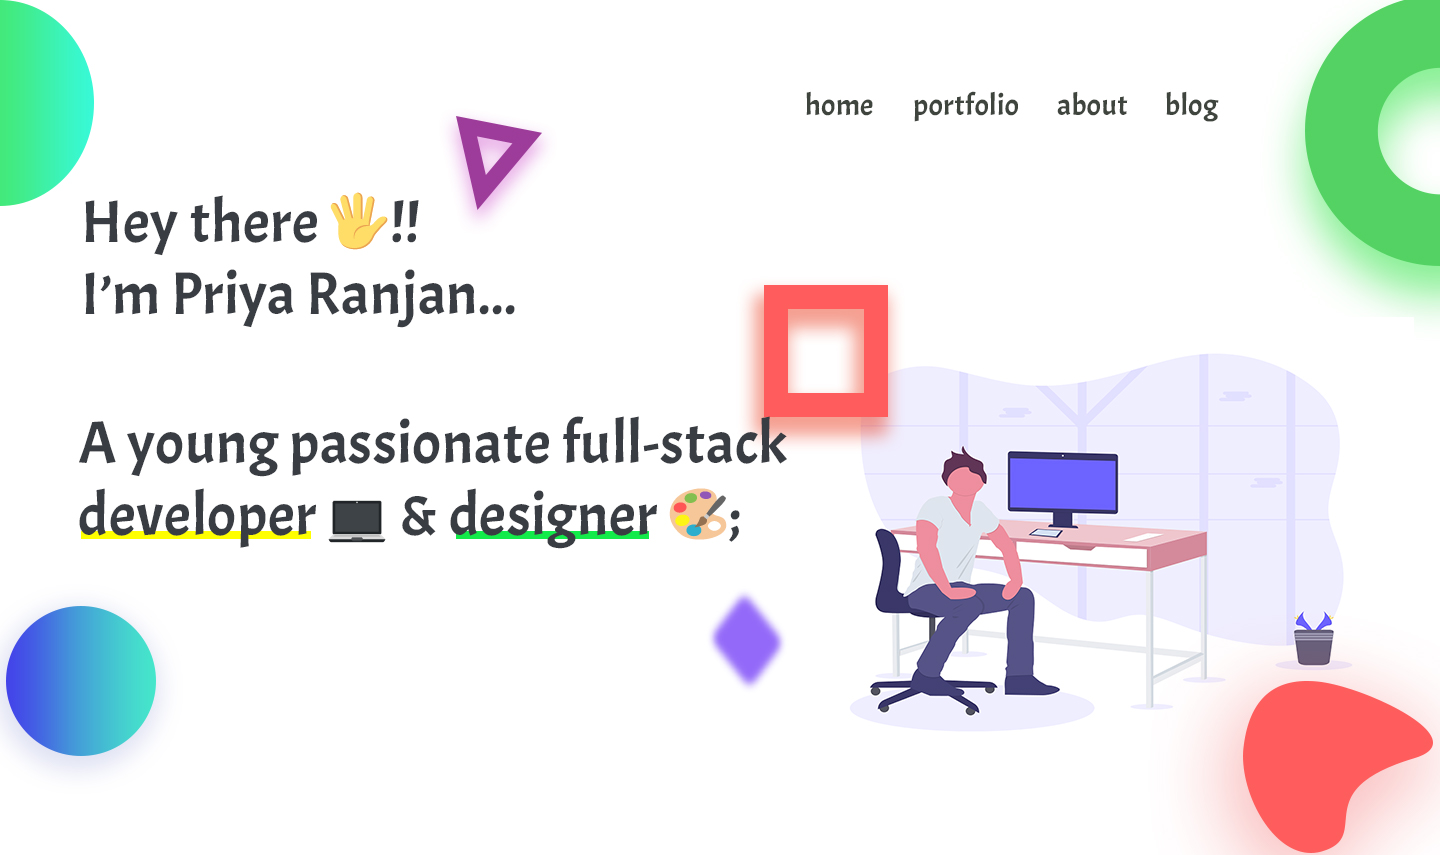 home portfolio about blog
Hey there 🖐!!
I’m Priya Ranjan...
A young passionate full-stack
developer 💻 & designer 🎨;